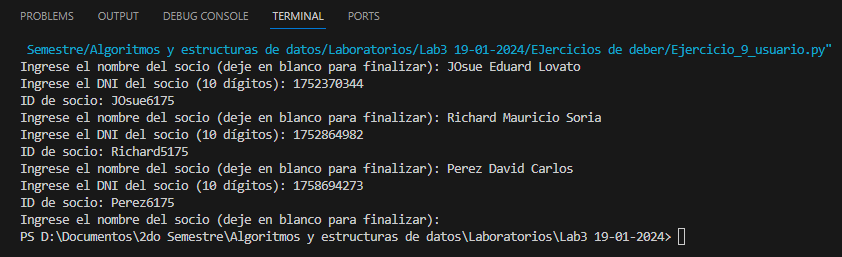 PROBLEMS OUTPUT DEBUG CONSOLE TERMINAL PORTS
Semestre/Algoritmos y estructuras de datos/Laboratorios/Lab3 19-01-2024/EJercicios de deber/Ejercicio_9_usuario.py"
Ingrese el nombre del socio (deje en blanco para finalizar): JOsue Eduard Lovato
Ingrese el DNI del socio (10 dígitos): 1752370344
ID de socio: JOsue6175
Ingrese el nombre del socio (deje en blanco para finalizar): Richard Mauricio Soria
Ingrese el DNI del socio (10 dígitos): 1752864982
ID de socio: Richard5175
Ingrese el nombre del socio (deje en blanco para finalizar): Perez David Carlos
Ingrese el DNI del socio (10 dígitos): 1758694273
ID de socio: Perez6175
Ingrese el nombre del socio (deje en blanco para finalizar):
PS D:\Documentos\2do Semestre\Algoritmos y estructuras de datos\Laboratorios\Lab3 19-01-2024>